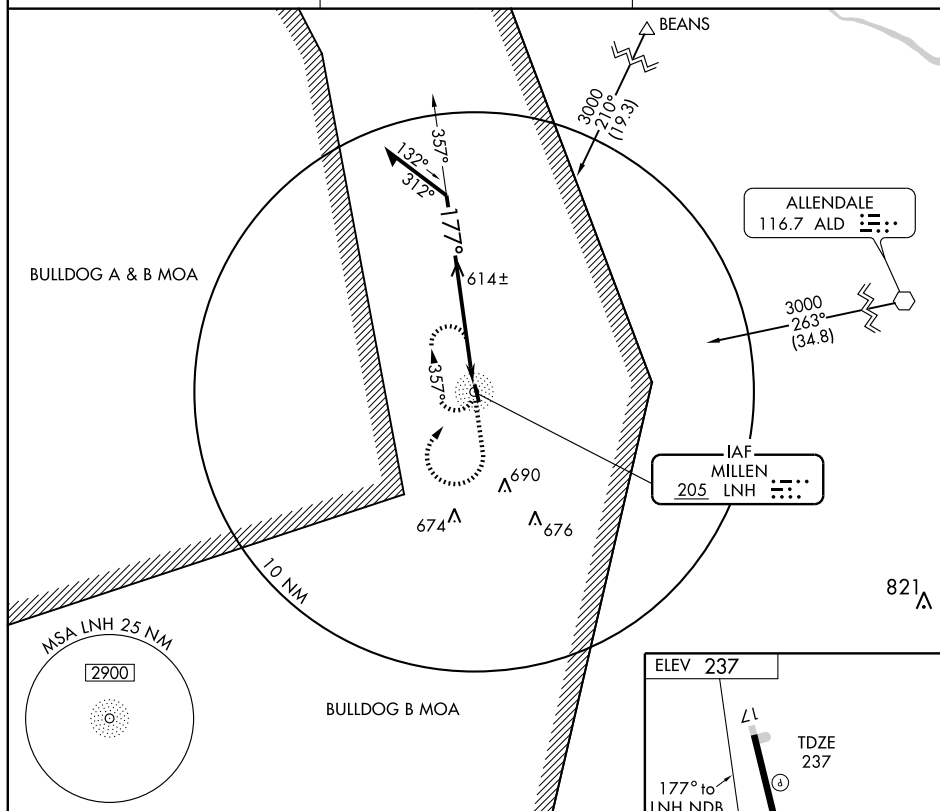 BEANS
3000
210°
(19.3)
357°
132°
312°
177°
ALLENDALE
116.7 ALD
BULLDOG A & B MOA
614±
3000
263°
(34.8)
357°
IAF
MILLEN
205 LNH
690
674
676
10 NM
821
MSA LNH 25 NM
2900
BULLDOG B MOA
ELEV 237
17
TDZE
237
P
177° to
LNH NDB